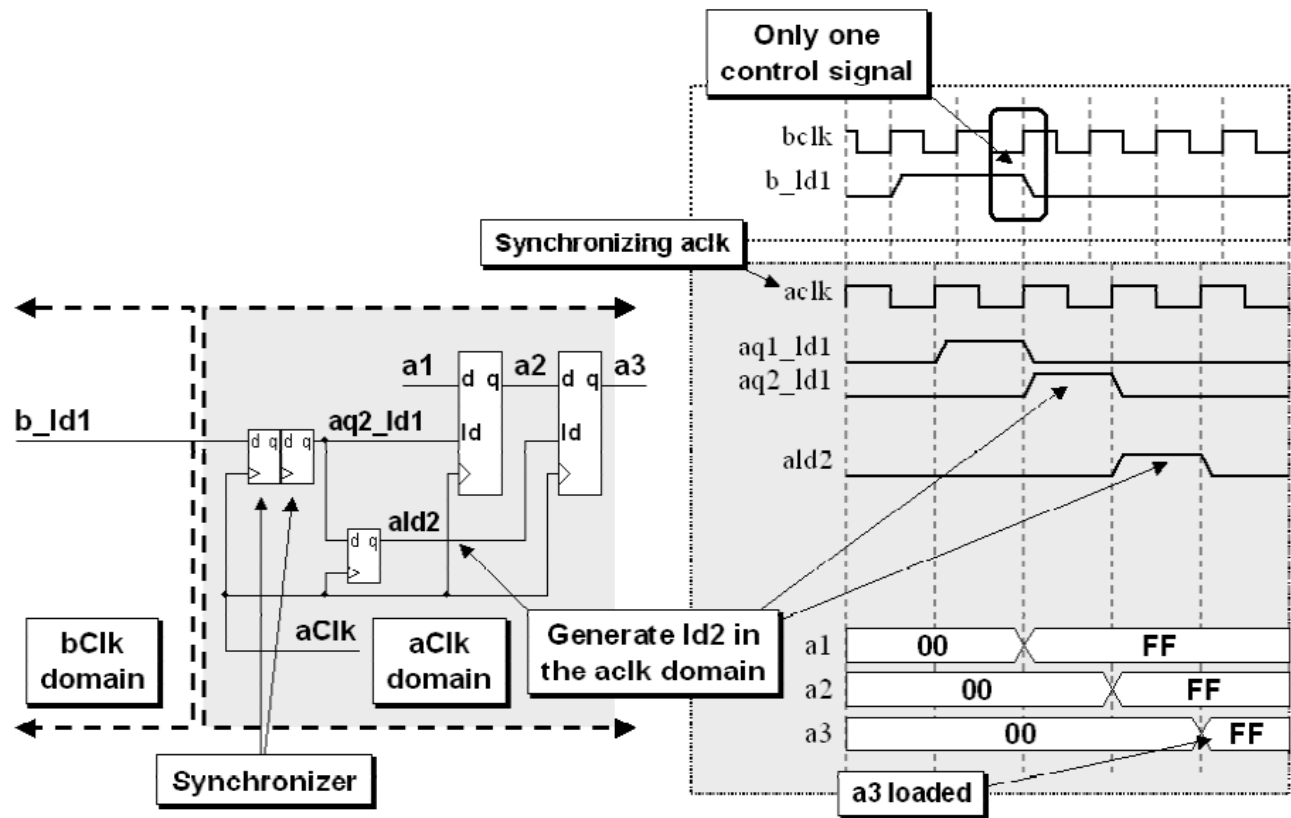 Only one
control signal
bclk
b_ld1
Synchronizing aclk
aclk
aq1_ld1
aq2_ld1
ald2
a1 00 FF
a2 00 FF
a3 00 FF
a3 loaded
a1 d q a2 d q a3
b_ld1 d q d q aq2_ld1 ld ld
d q ald2
aClk
bClk
domain
aClk
domain
Generate ld2 in
the aclk domain
Synchronizer